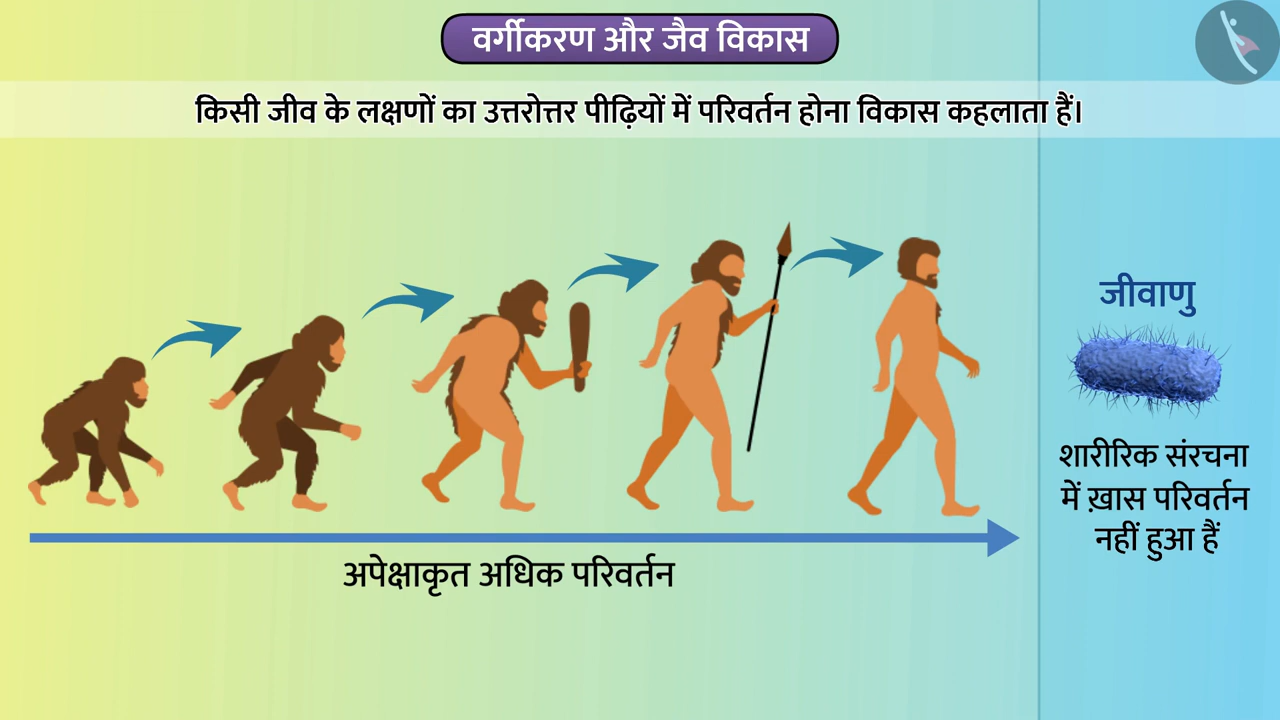 वर्गीकरण और जैव विकास
किसी जीव के लक्षणों का उत्तरोत्तर पीढ़ियों में परिवर्तन होना विकास कहलाता हैं।
जीवाणु
शारीरिक संरचना
में ख़ास परिवर्तन
नहीं हुआ हैं
अपेक्षाकृत अधिक परिवर्तन